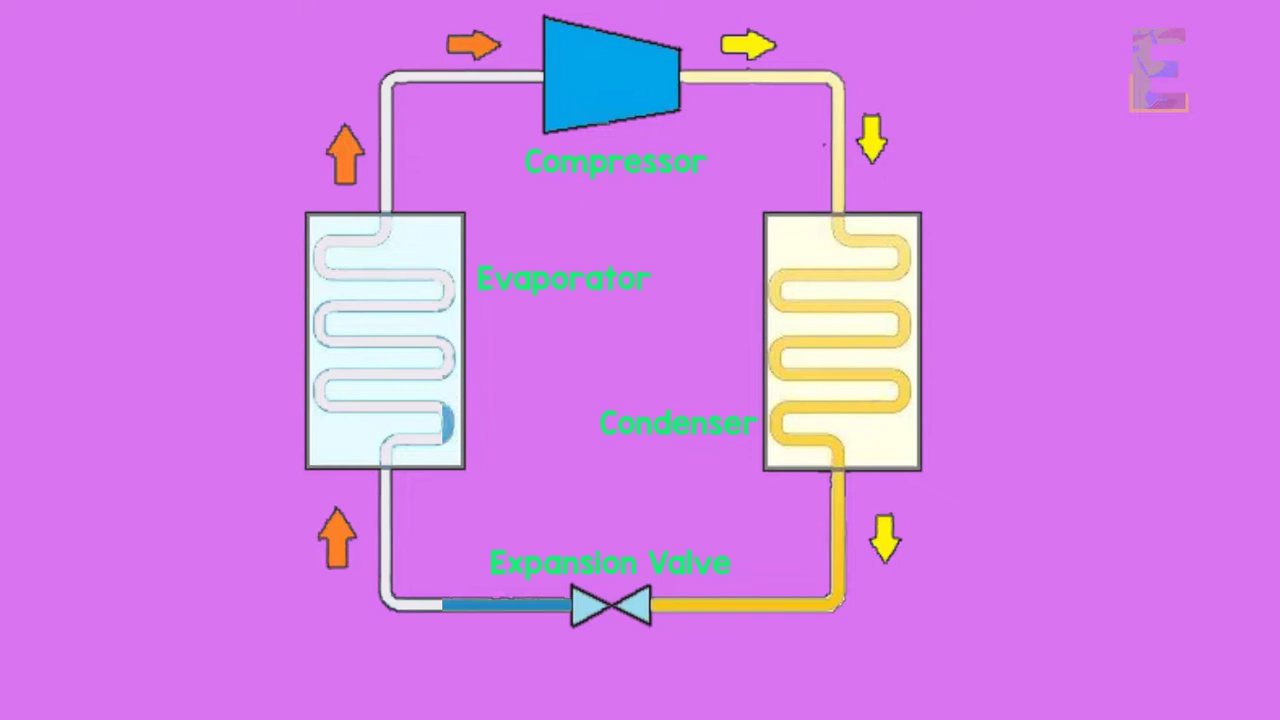 Compressor
Evaporator
Condenser
Expansion Valve
E